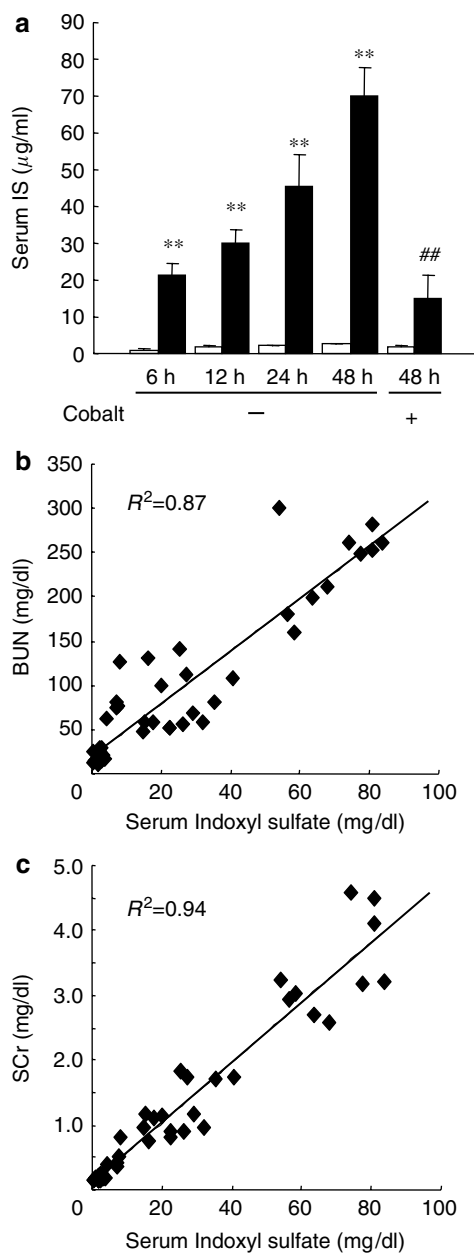 a
90
80
70
60
50
40
30
20
10
0
Serum IS (μg/ml)
**
**
**
**
##
6 h 12 h 24 h 48 h 48 h
Cobalt – +
b
350
300
250
200
150
100
50
BUN (mg/dl)
R²=0.87
0 20 40 60 80 100
Serum Indoxyl sulfate (mg/dl)
c
5.0
4.0
3.0
2.0
1.0
SCr (mg/dl)
R²=0.94
0 20 40 60 80 100
Serum Indoxyl sulfate (mg/dl)